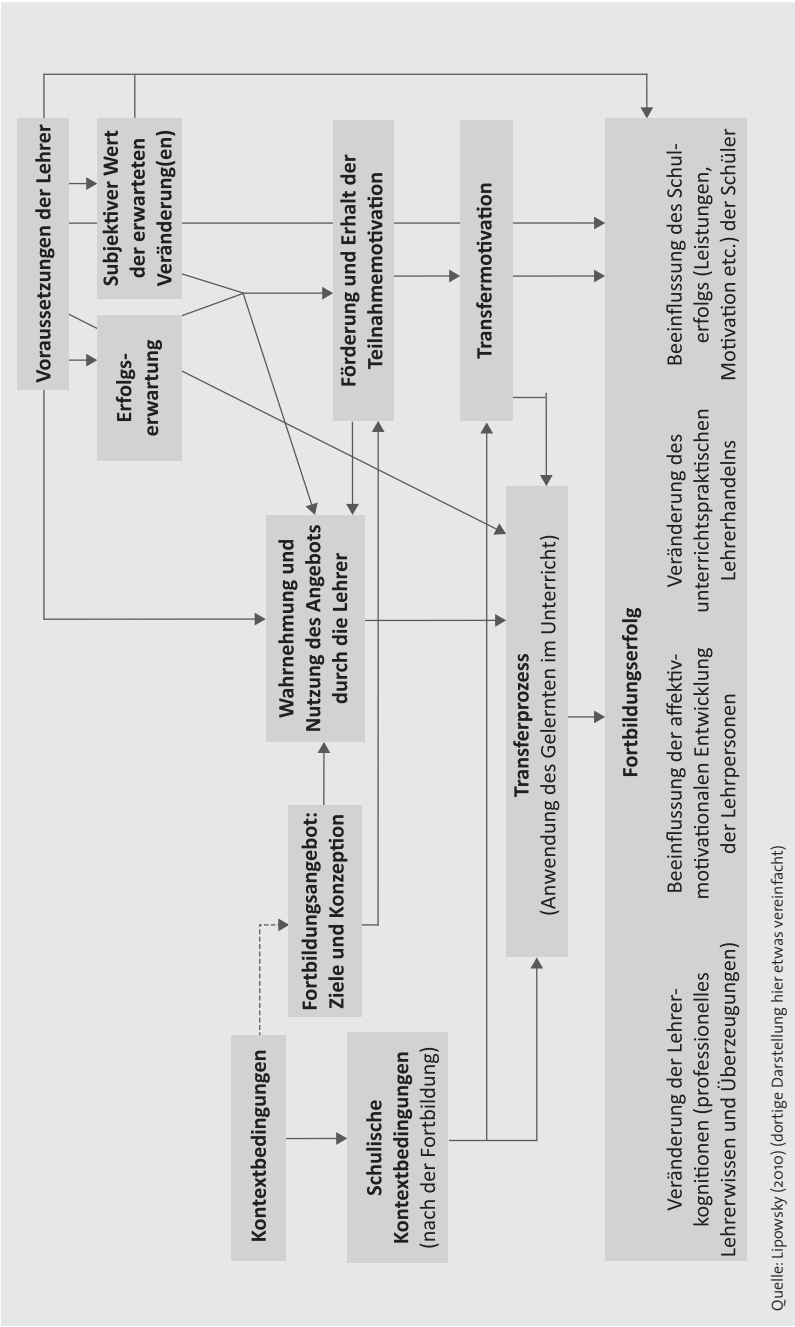 Voraussetzungen der Lehrer
Subjektiver Wert
der erwarteten
Veränderung(en)
Erfolgs-
erwartung
Förderung und Erhalt der
Teilnahmemotivation
Transfermotivation
Wahrnehmung und
Nutzung des Angebots
durch die Lehrer
Fortbildungsangebot:
Ziele und Konzeption
Kontextbedingungen
Schulische
Kontextbedingungen
(nach der Fortbildung)
Transferprozess
(Anwendung des Gelernten im Unterricht)
Fortbildungserfolg
Veränderung der Lehrer-
kognitionen (professionelles
Lehrerwissen und Überzeugungen)
Beeinflussung der affektiv-
motivationalen Entwicklung
der Lehrpersonen
Veränderung des
unterrichtspraktischen
Lehrerhandelns
Beeinflussung des Schul-
erfolgs (Leistungen,
Motivation etc.) der Schüler
Quelle: Lipowsky (2010) (dortige Darstellung hier etwas vereinfacht)